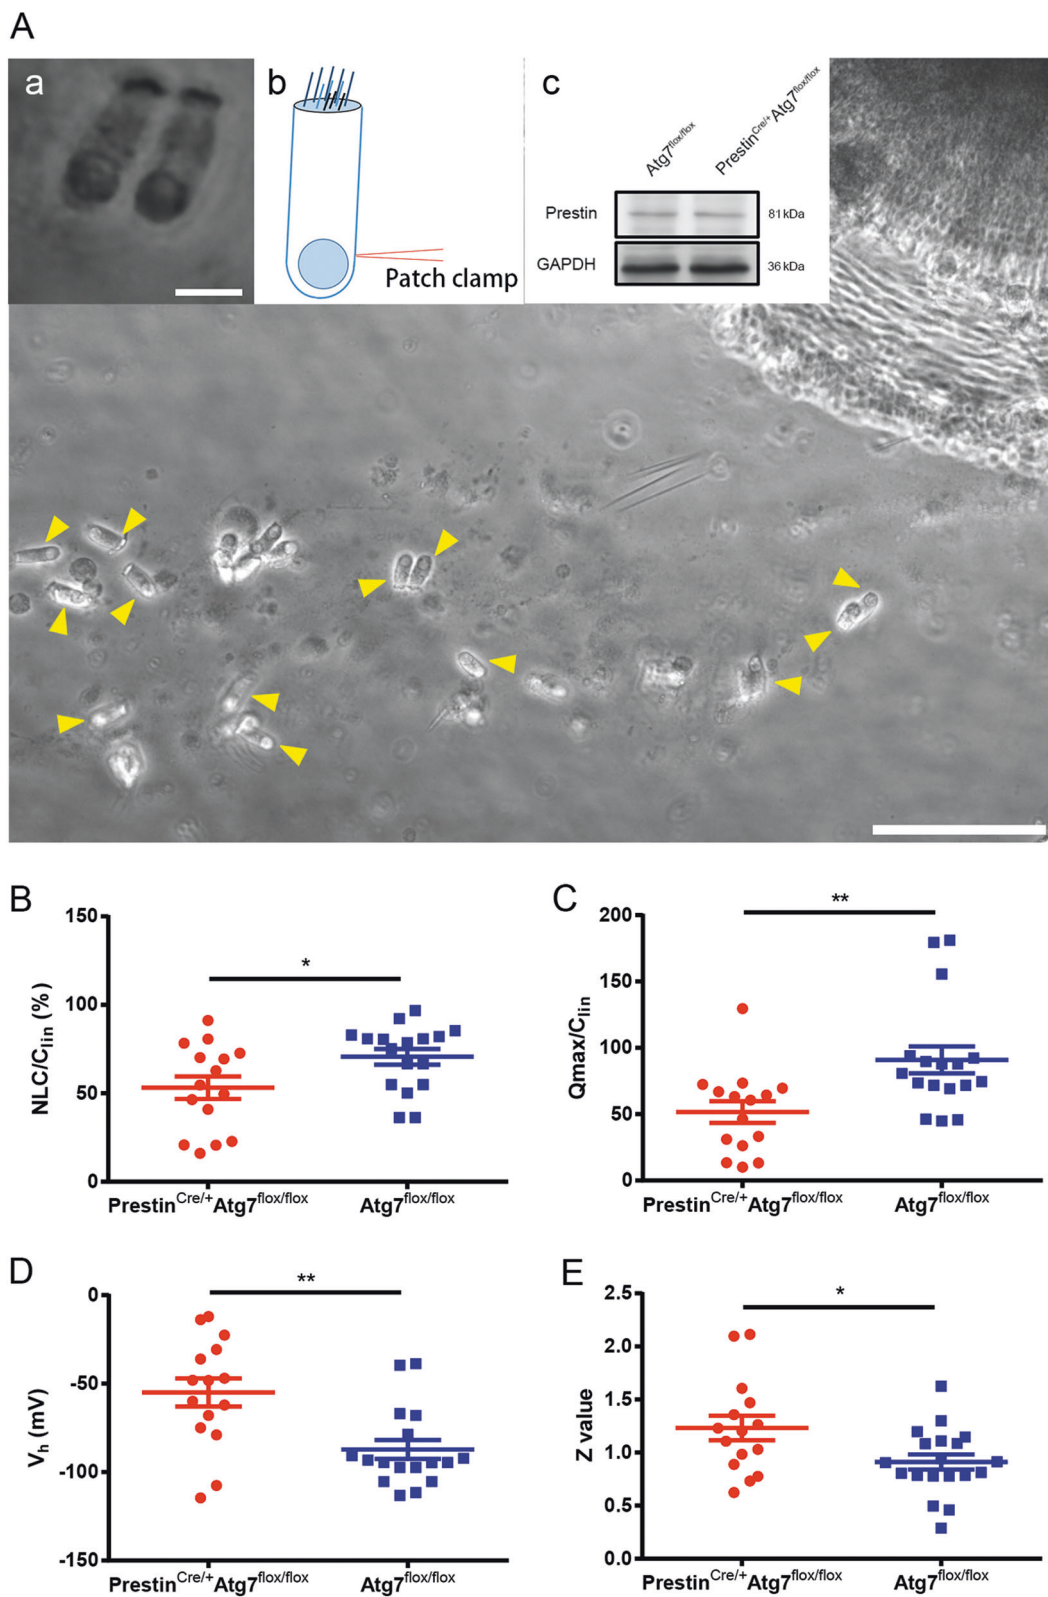 A
a
b
Patch clamp
c
Atg7flox/flox
PrestinCre/+Atg7flox/flox
Prestin
81 kDa
GAPDH
36 kDa
B
NLC/Clin (%)
150
100
50
0
*
PrestinCre/+Atg7flox/flox
Atg7flox/flox
C
Qmax/Clin
200
150
100
50
0
**
PrestinCre/+Atg7flox/flox
Atg7flox/flox
D
Vh (mV)
0
-50
-100
-150
**
PrestinCre/+Atg7flox/flox
Atg7flox/flox
E
Z value
2.5
2.0
1.5
1.0
0.5
0.0
*
PrestinCre/+Atg7flox/flox
Atg7flox/flox